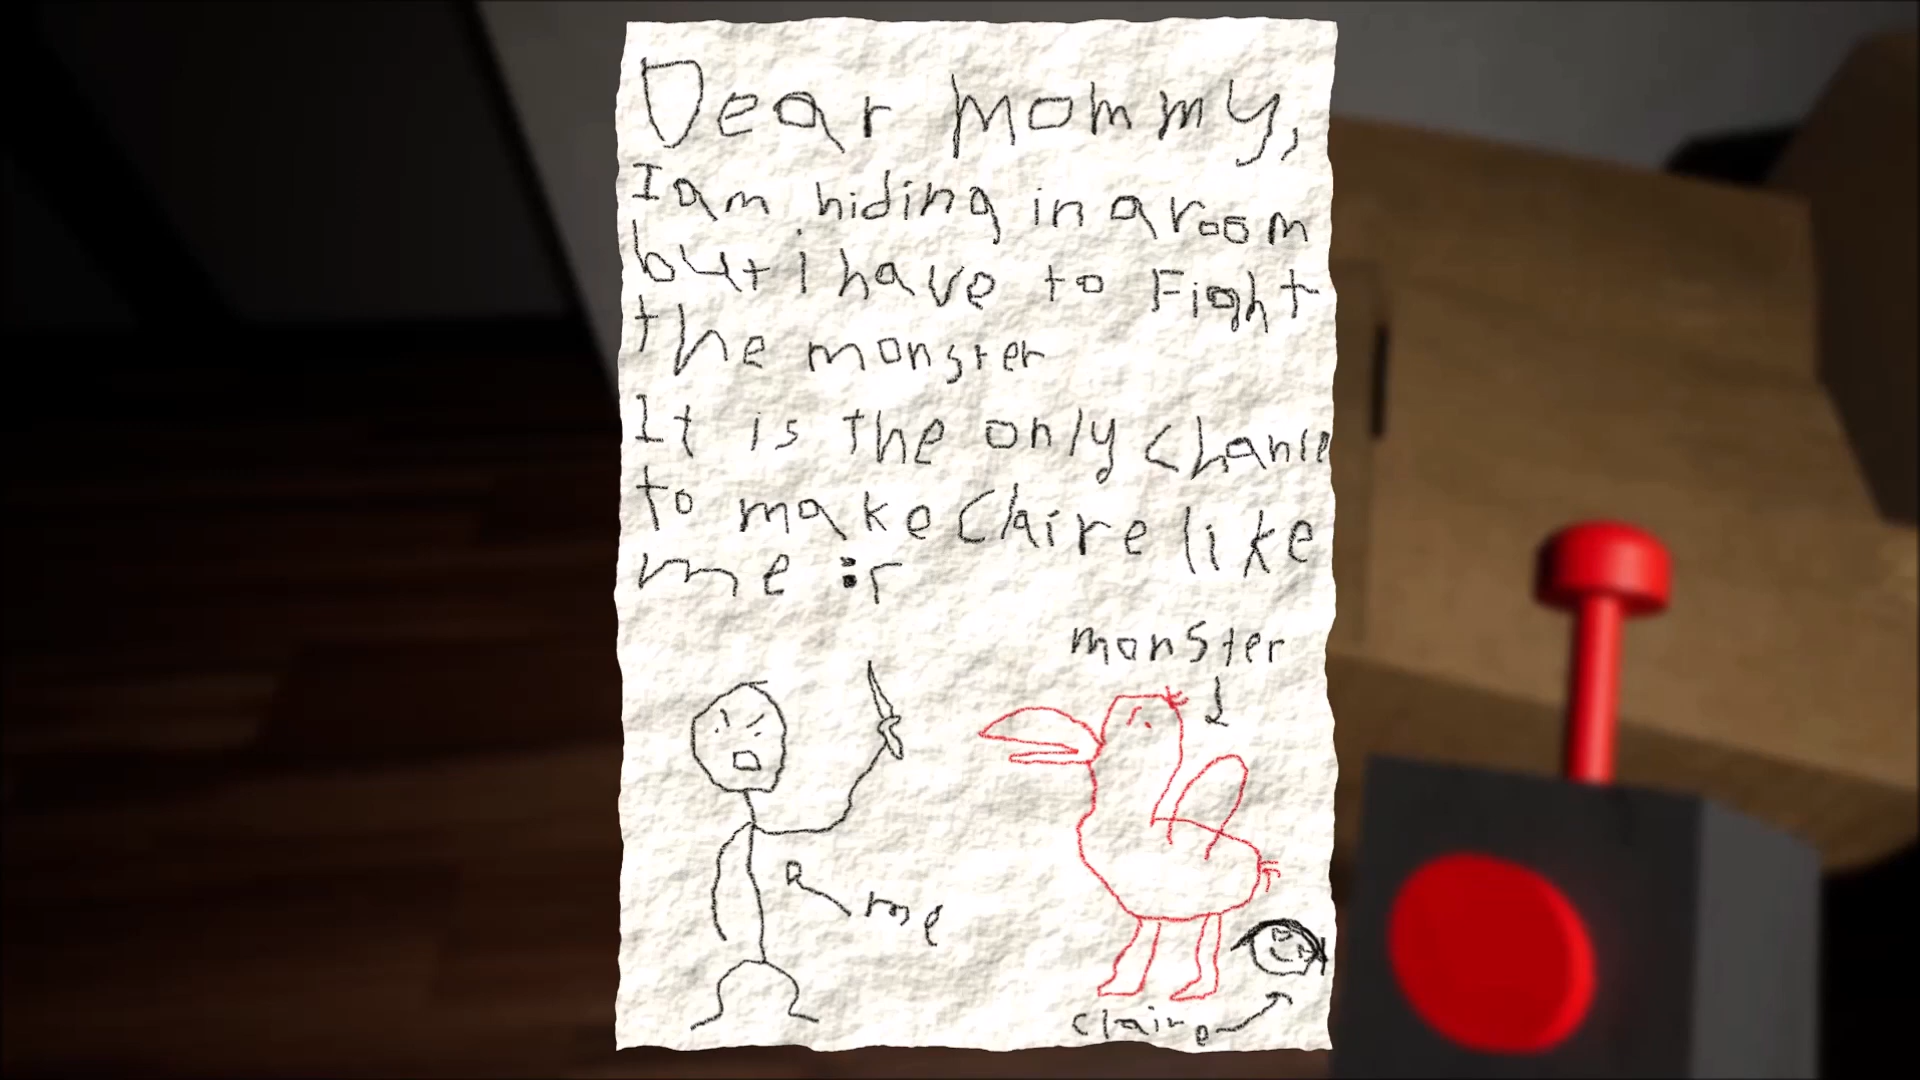 Dear Mommy,
I am hiding in a room
but i have to Fight
the monster
It is the only chance
to make Claire like
me :r
monster
me
claire